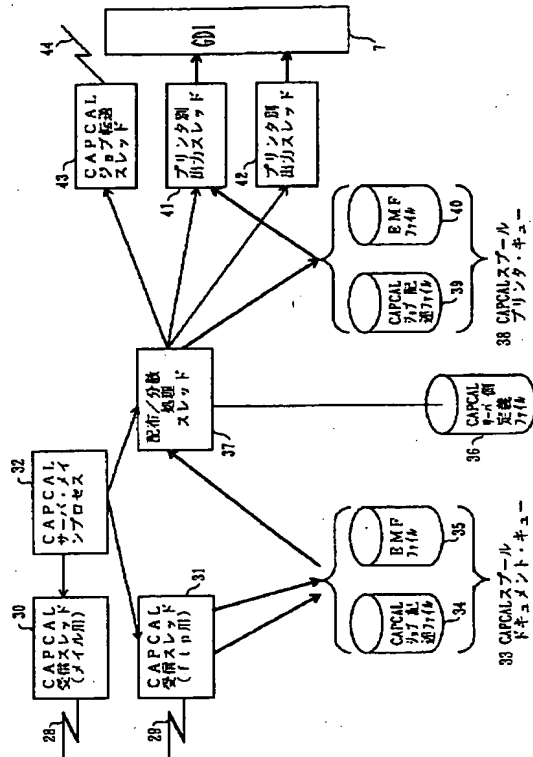 28
30
CAPCAL
受信スレッド
(メイル用)
29
31
CAPCAL
受信スレッド
(ftp用)
32
CAPCAL
サーバ・メイ
ンプロセス
CAPCAL
ジョブ配
送ファイル
34
EMF
ファイル
35
33 CAPCALスプール
ドキュメント・キュー
配布/分散
処理
スレッド
37
CAPCAL
サーバ側
定義
ファイル
36
43
CAPCAL
ジョブ転送
スレッド
44
41
プリンタ別
出力スレッド
42
プリンタ別
出力スレッド
GDI
7
CAPCAL
ジョブ配
送ファイル
39
EMF
ファイル
40
38 CAPCALスプール
プリンタ・キュー